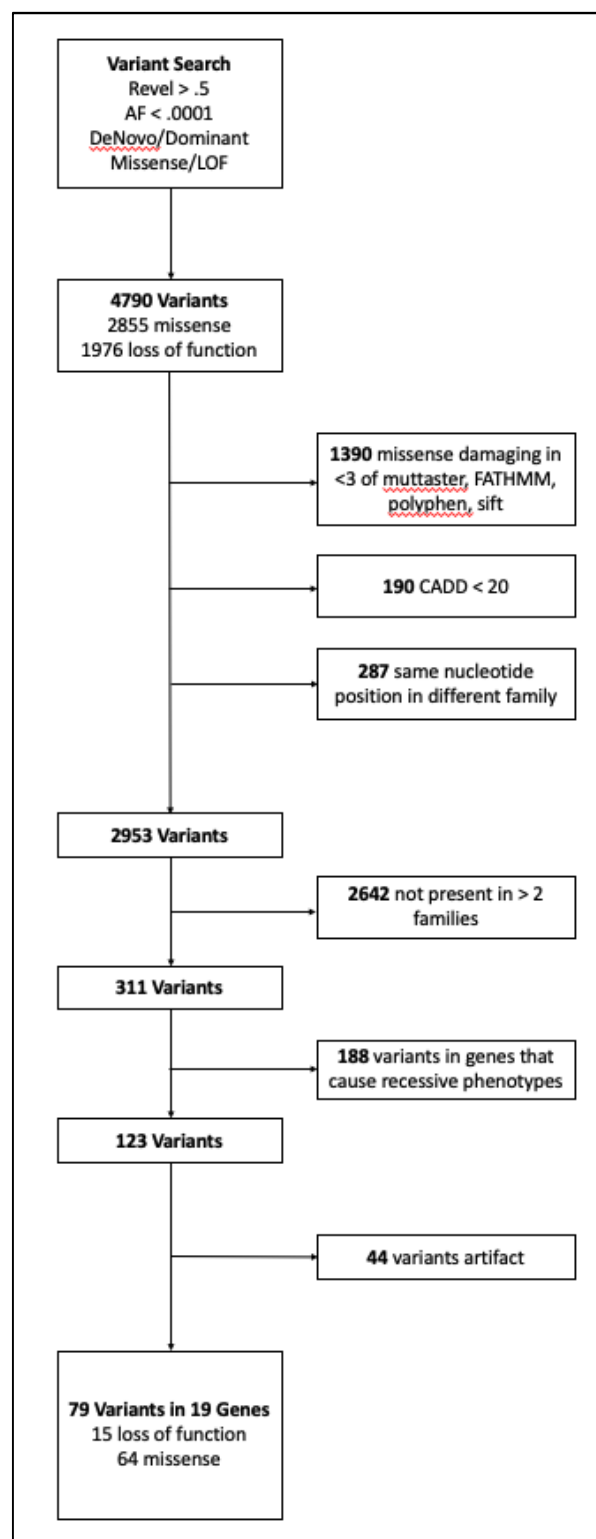 Variant Search
Revel > .5
AF < .0001
DeNovo/Dominant
Missense/LOF
4790 Variants
2855 missense
1976 loss of function
1390 missense damaging in
<3 of muttaster, FATHMM,
polyphen, sift
190 CADD < 20
287 same nucleotide
position in different family
2953 Variants
2642 not present in > 2
families
311 Variants
188 variants in genes that
cause recessive phenotypes
123 Variants
44 variants artifact
79 Variants in 19 Genes
15 loss of function
64 missense